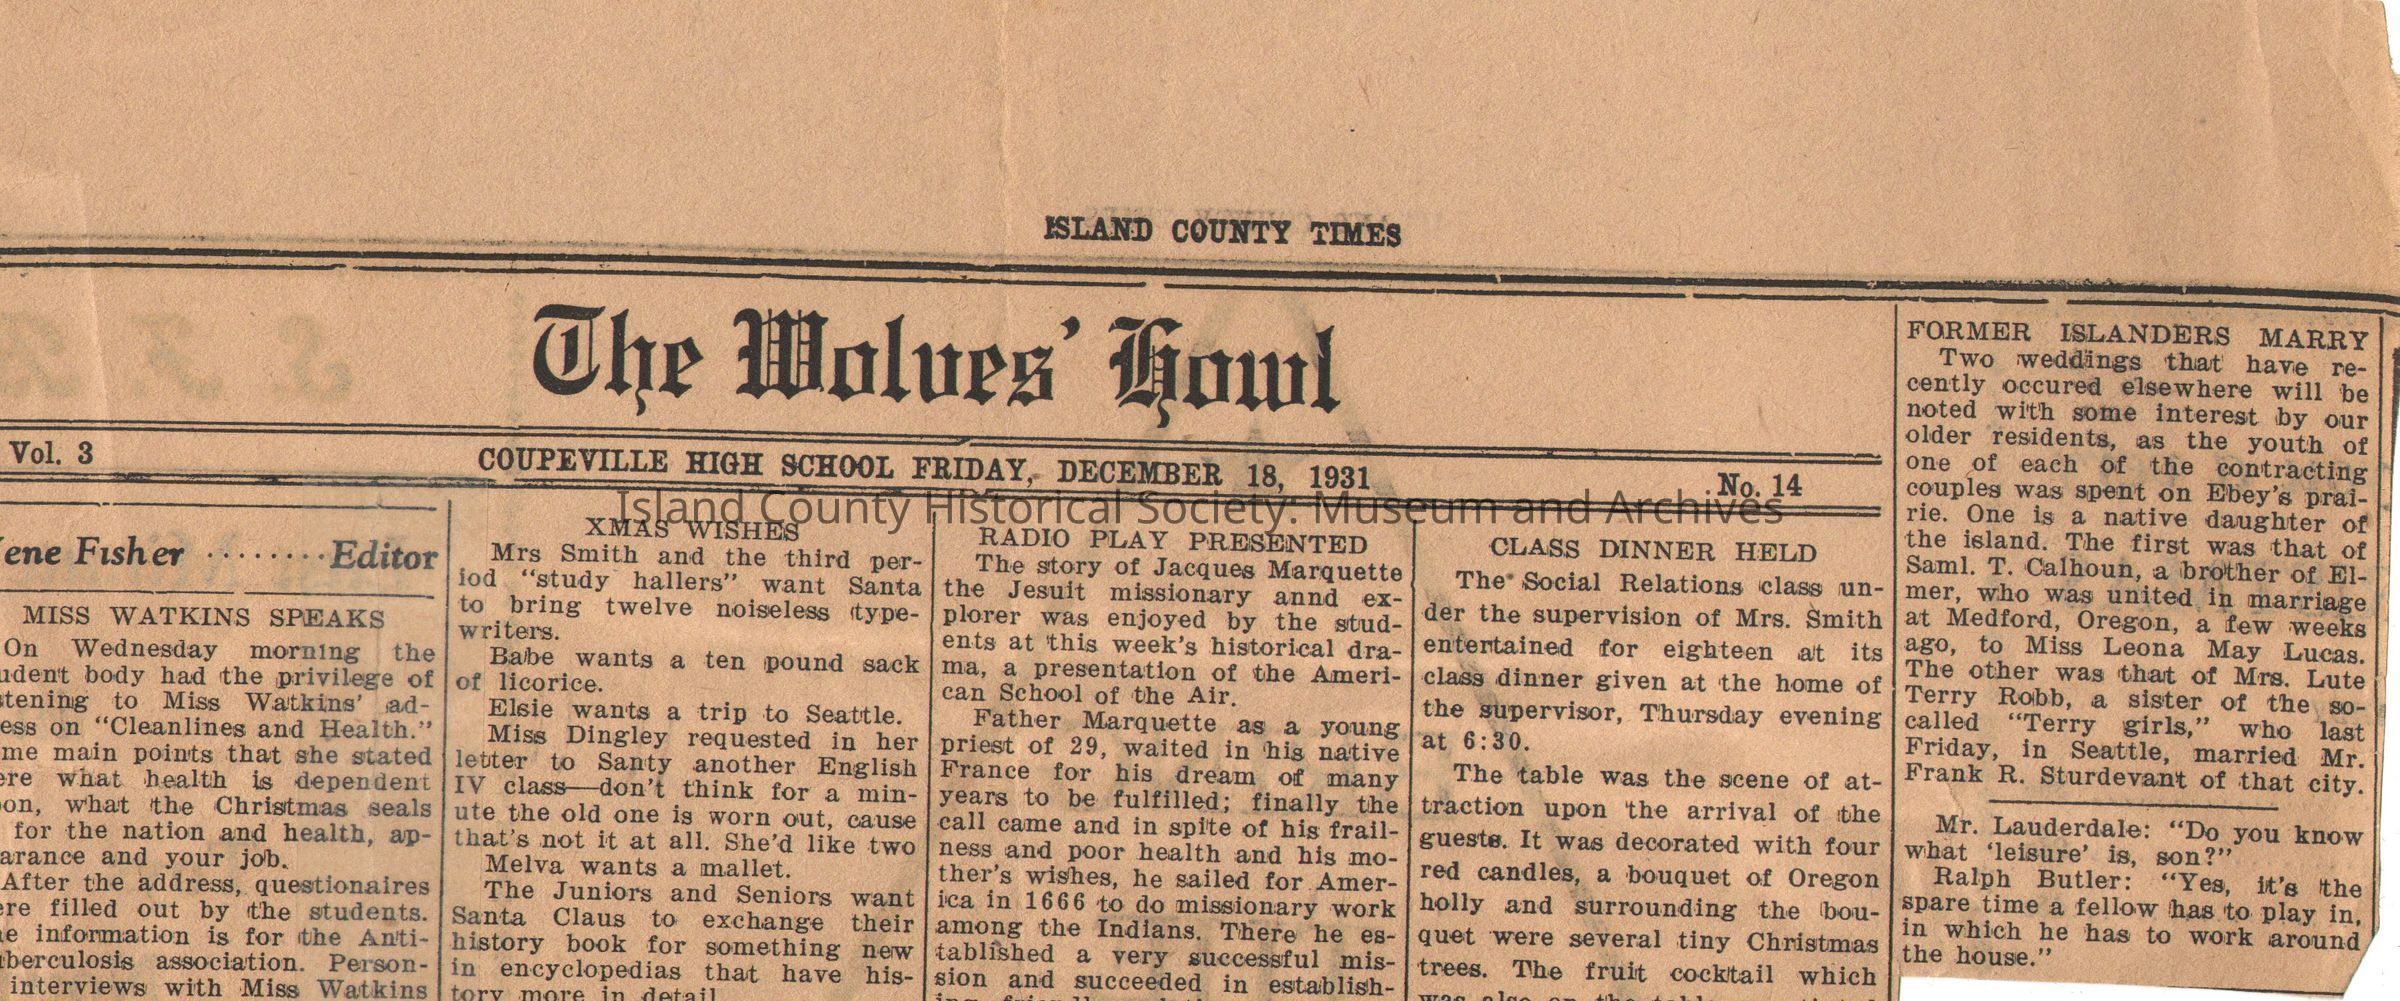 ISLAND COUNTY TIMES
The Wolves' Howl
Vol. 3
COUPEVILLE HIGH SCHOOL FRIDAY, DECEMBER 18, 1931
No. 14
Island County Historical Society: Museum and Archives
Fisher ........Editor
MISS WATKINS SPEAKS
On Wednesday morning the
body had the privilege of
to Miss Watkins' ad-
on "Cleanlines and Health."
main points that she stated
what health is dependent
what the Christmas seals
for the nation and health, ap-
and your job.
After the address, questionaires
filled out by the students.
information is for the Anti-
association. Person-
interviews with Miss Watkins
XMAS WISHES
Mrs Smith and the third per-
iod "study hallers" want Santa
to bring twelve noiseless type-
writers.
Babe wants a ten pound sack
of licorice.
Elsie wants a trip to Seattle.
Miss Dingley requested in her
letter to Santy another English
IV class—don't think for a min-
ute the old one is worn out, cause
that's not it at all. She'd like two
Melva wants a mallet.
The Juniors and Seniors want
Santa Claus to exchange their
history book for something new
in encyclopedias that have his-
tory more in detail
RADIO PLAY PRESENTED
The story of Jacques Marquette
the Jesuit missionary annd ex-
plorer was enjoyed by the stud-
ents at this week's historical dra-
ma, a presentation of the Ameri-
can School of the Air.
Father Marquette as a young
priest of 29, waited in his native
France for his dream of many
years to be fulfilled; finally the
call came and in spite of his frail-
ness and poor health and his mo-
ther's wishes, he sailed for Amer-
ica in 1666 to do missionary work
among the Indians. There he es-
tablished a very successful mis-
sion and succeeded in establish-
CLASS DINNER HELD
The Social Relations class un-
der the supervision of Mrs. Smith
entertained for eighteen at its
class dinner given at the home of
the supervisor, Thursday evening
at 6:30.
The table was the scene of at-
traction upon the arrival of the
guests. It was decorated with four
red candles, a bouquet of Oregon
holly and surrounding the bou-
quet were several tiny Christmas
trees. The fruit cocktail which
was also on the table
FORMER ISLANDERS MARRY
Two weddings that have re-
cently occured elsewhere will be
noted with some interest by our
older residents, as the youth of
one of each of the contracting
couples was spent on Ebey's prai-
rie. One is a native daughter of
the island. The first was that of
Saml. T. Calhoun, a brother of El-
mer, who was united in marriage
at Medford, Oregon, a few weeks
ago, to Miss Leona May Lucas.
The other was that of Mrs. Lute
Terry Robb, a sister of the so-
called "Terry girls," who last
Friday, in Seattle, married Mr.
Frank R. Sturdevant of that city.
Mr. Lauderdale: "Do you know
what 'leisure' is, son?"
Ralph Butler: "Yes, it's the
spare time a fellow has to play in,
in which he has to work around
the house."